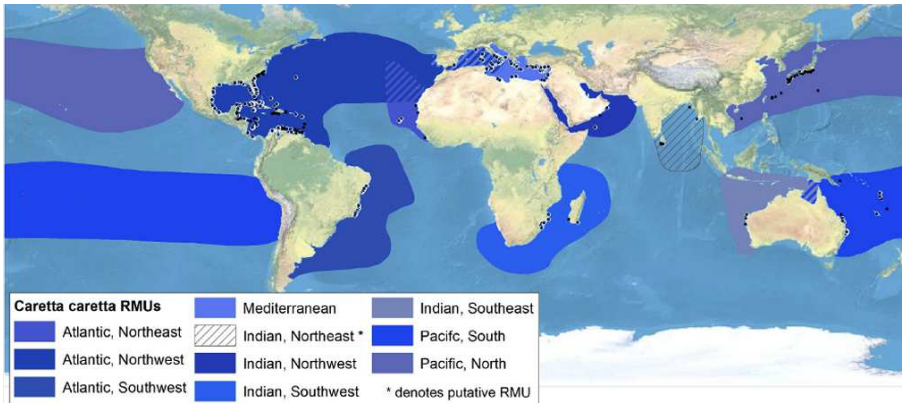 Caretta caretta RMUs
Atlantic, Northeast
Atlantic, Northwest
Atlantic, Southwest
Mediterranean
Indian, Northeast *
Indian, Northwest
Indian, Southwest
Indian, Southeast
Pacific, South
Pacific, North
* denotes putative RMU